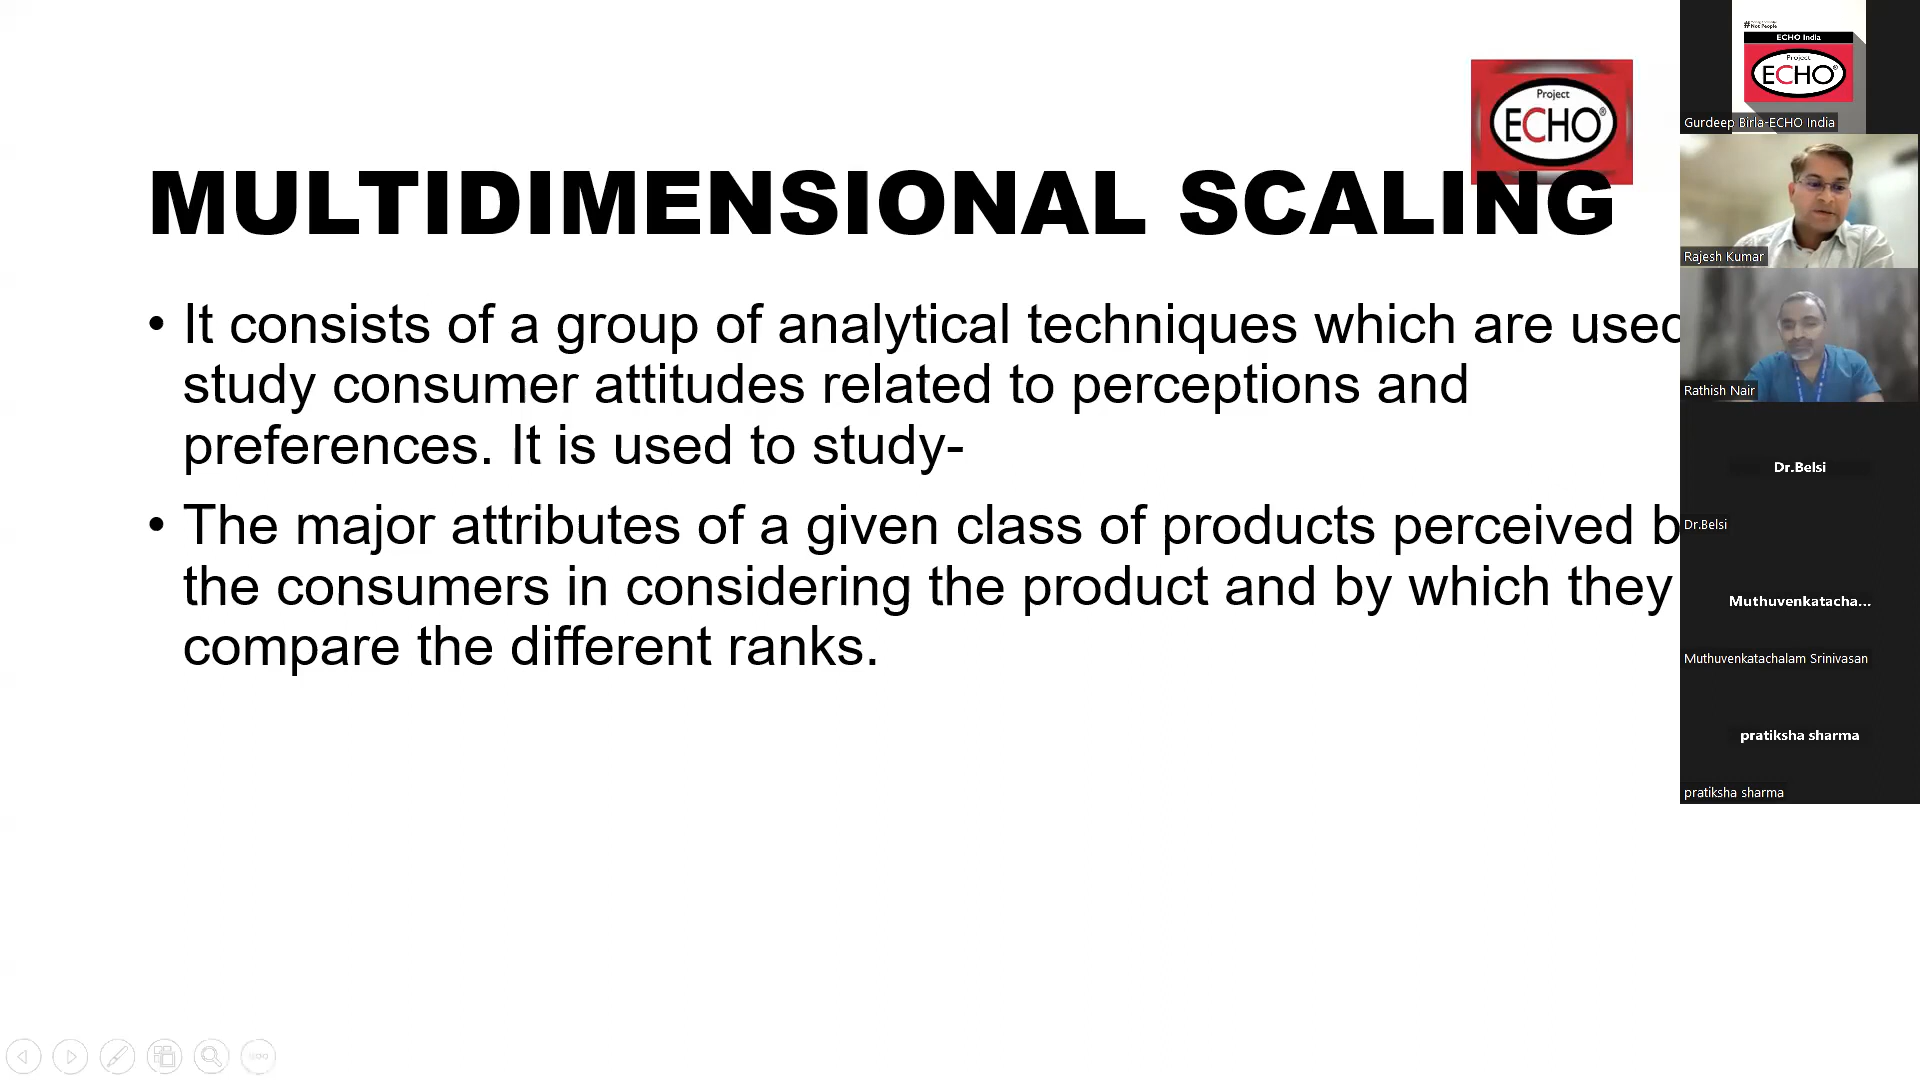 Project
ECHO®
MULTIDIMENSIONAL SCALING
• It consists of a group of analytical techniques which are used
study consumer attitudes related to perceptions and
preferences. It is used to study-
• The major attributes of a given class of products perceived b
the consumers in considering the product and by which they
compare the different ranks.
Not People
ECHO India
Project
ECHO®
Gurdeep Birla-ECHO India
Rajesh Kumar
Rathish Nair
Dr.Belsi
Dr.Belsi
Muthuvenkatacha...
Muthuvenkatachalam Srinivasan
pratiksha sharma
pratiksha sharma